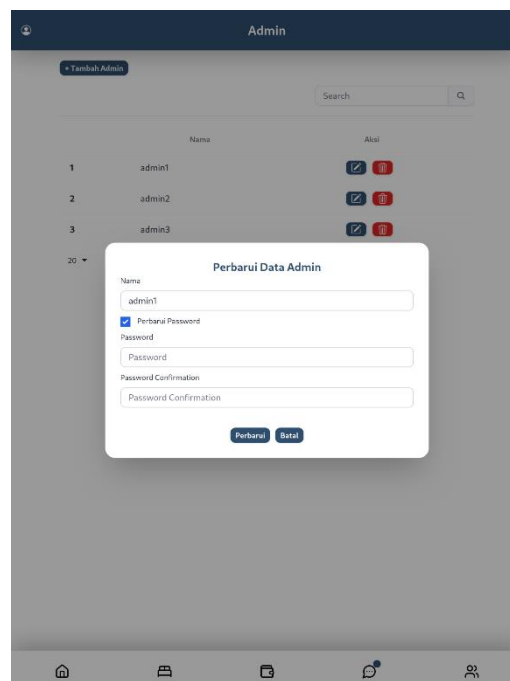 Admin
+ Tambah Admin
Search
Nama Aksi
1 admin1
2 admin2
3 admin3
20
Perbarui Data Admin
Nama
admin1
Perbarui Password
Password
Password
Password Confirmation
Password Confirmation
Perbarui Batal